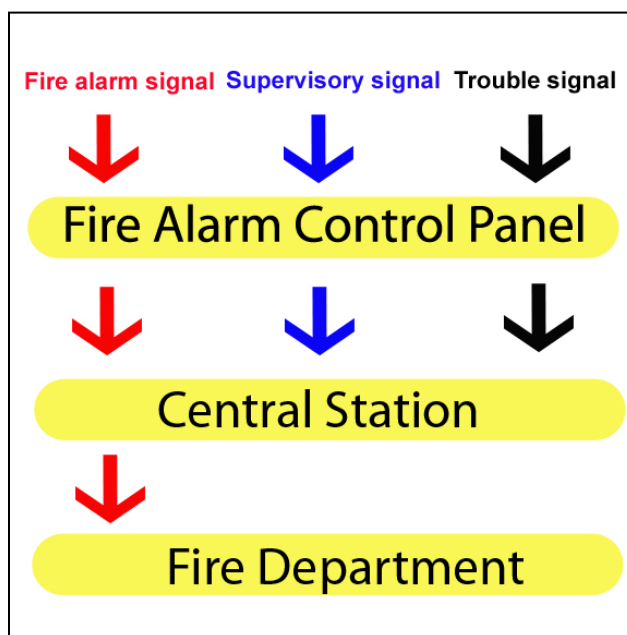 Fire alarm signal Supervisory signal Trouble signal
Fire Alarm Control Panel
Central Station
Fire Department